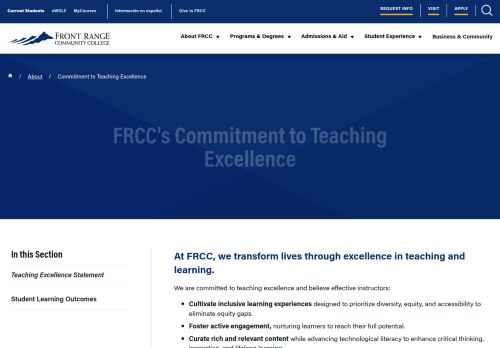 Current Students eWOLF MyCourses Información en español Give to FRCC REQUEST INFO VISIT APPLY
FRONT RANGE
COMMUNITY COLLEGE
About FRCC Programs & Degrees Admissions & Aid Student Experience Business & Community
/ About / Commitment to Teaching Excellence
FRCC's Commitment to Teaching
Excellence
In this Section
Teaching Excellence Statement
Student Learning Outcomes
At FRCC, we transform lives through excellence in teaching and
learning.
We are committed to teaching excellence and believe effective instructors:
Cultivate inclusive learning experiences designed to prioritize diversity, equity, and accessibility to
eliminate equity gaps.
Foster active engagement, nurturing learners to reach their full potential.
Curate rich and relevant content while advancing technological literacy to enhance critical thinking,
innovation, and lifelong learning.